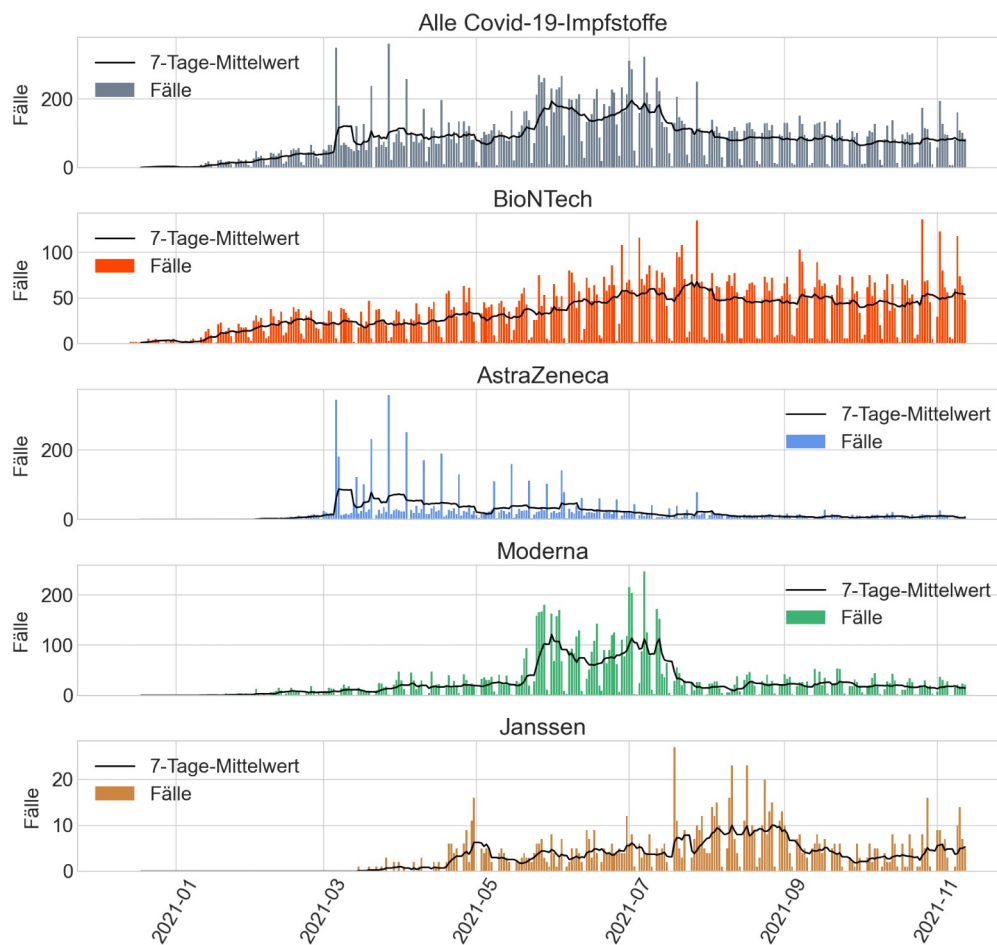 Alle Covid-19-Impfstoffe
Fälle
200
0
7-Tage-Mittelwert
Fälle
BioNTech
Fälle
100
50
0
7-Tage-Mittelwert
Fälle
AstraZeneca
Fälle
200
0
7-Tage-Mittelwert
Fälle
Moderna
Fälle
200
100
0
7-Tage-Mittelwert
Fälle
Janssen
Fälle
20
10
0
7-Tage-Mittelwert
Fälle
2021-01
2021-03
2021-05
2021-07
2021-09
2021-11